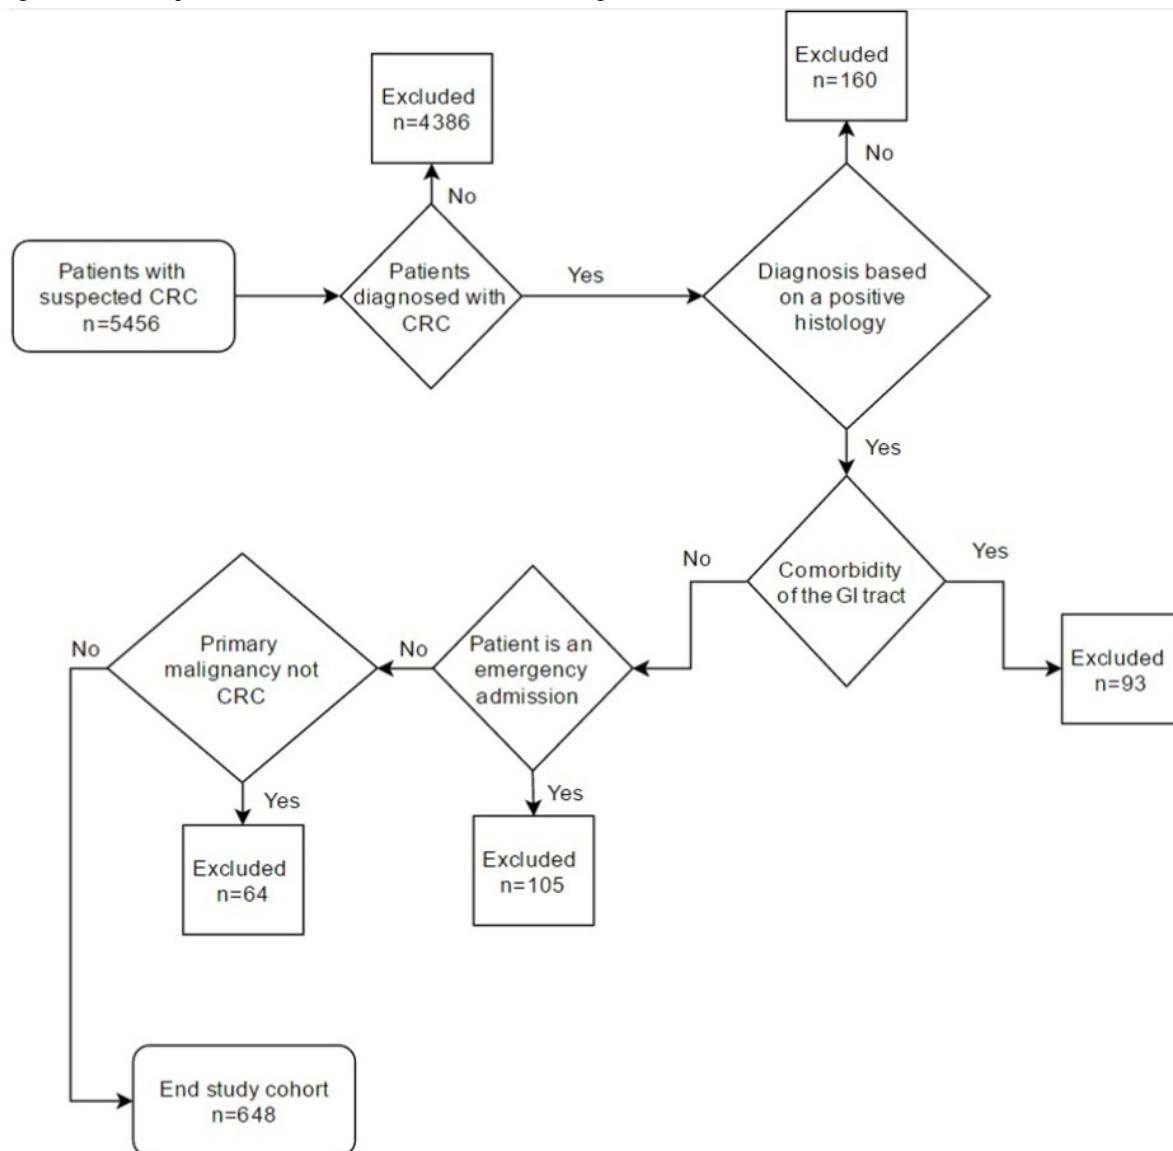 Excluded
n=160
Excluded
n=4386
No
No
Patients with
suspected CRC
n=5456
Patients
diagnosed with
CRC
Yes
Diagnosis based
on a positive
histology
Yes
Comorbidity
of the GI tract
No
Yes
Excluded
n=93
Patient is an
emergency
admission
No
Yes
Excluded
n=105
Primary
malignancy not
CRC
No
Yes
Excluded
n=64
End study cohort
n=648